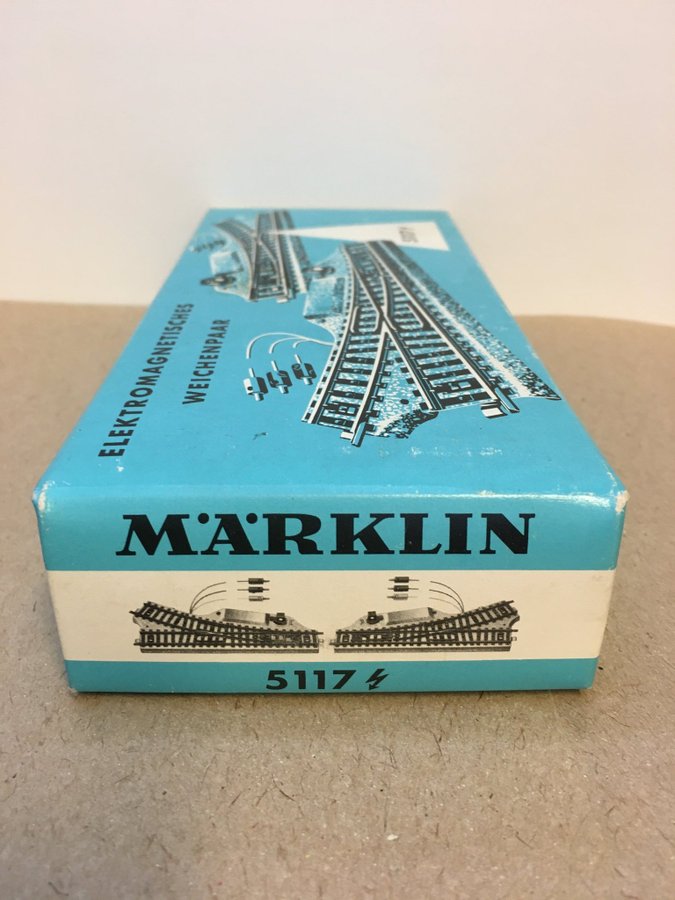 ELEKTROMAGNETISCHES
WEICHENPAAR
MÄRKLIN
5117